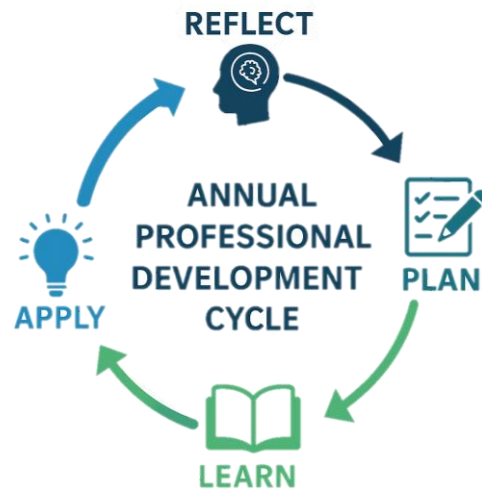 REFLECT
ANNUAL
PROFESSIONAL
DEVELOPMENT
CYCLE
PLAN
APPLY
LEARN